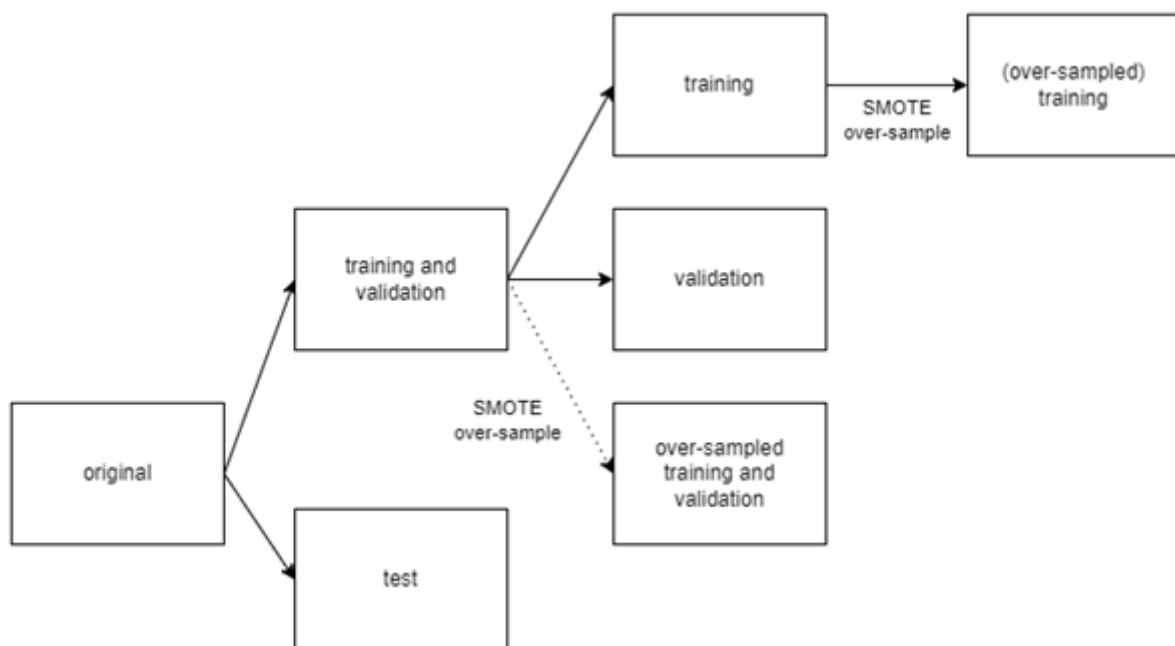 training
SMOTE
over-sample
(over-sampled)
training
training and
validation
validation
SMOTE
over-sample
original
over-sampled
training and
validation
test